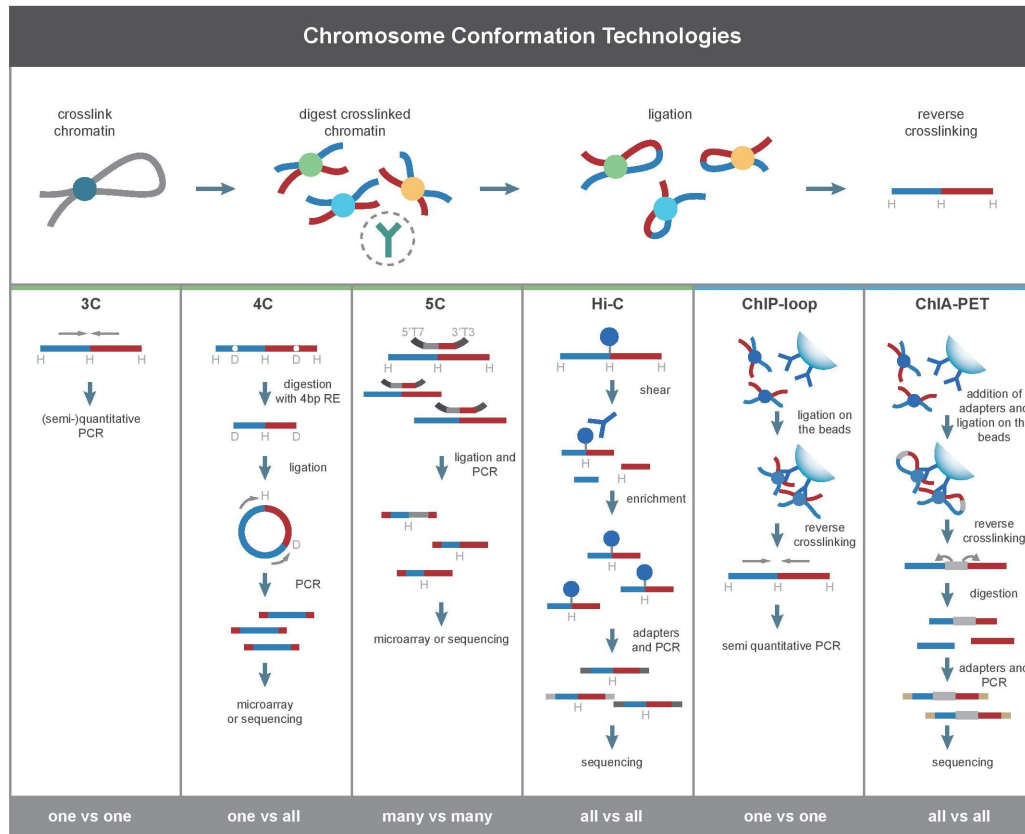 Chromosome Conformation Technologies
crosslink
chromatin
digest crosslinked
chromatin
ligation
reverse
crosslinking
H H H
3C
H H H
(semi-)quantitative
PCR
one vs one
4C
H D H D H
digestion
with 4bp RE
D H D
ligation
H
D
PCR
microarray
or sequencing
one vs all
5C
5'T7 3'T3
H H H
ligation and
PCR
H
H
H
microarray or sequencing
many vs many
Hi-C
H H H
shear
H H
enrichment
H
H H
adapters
and PCR
H
H H
sequencing
all vs all
ChIP-loop
ligation on
the beads
reverse
crosslinking
H H H
semi quantitative PCR
one vs one
ChIA-PET
addition of
adapters and
ligation on the
beads
reverse
crosslinking
digestion
adapters and
PCR
sequencing
all vs all